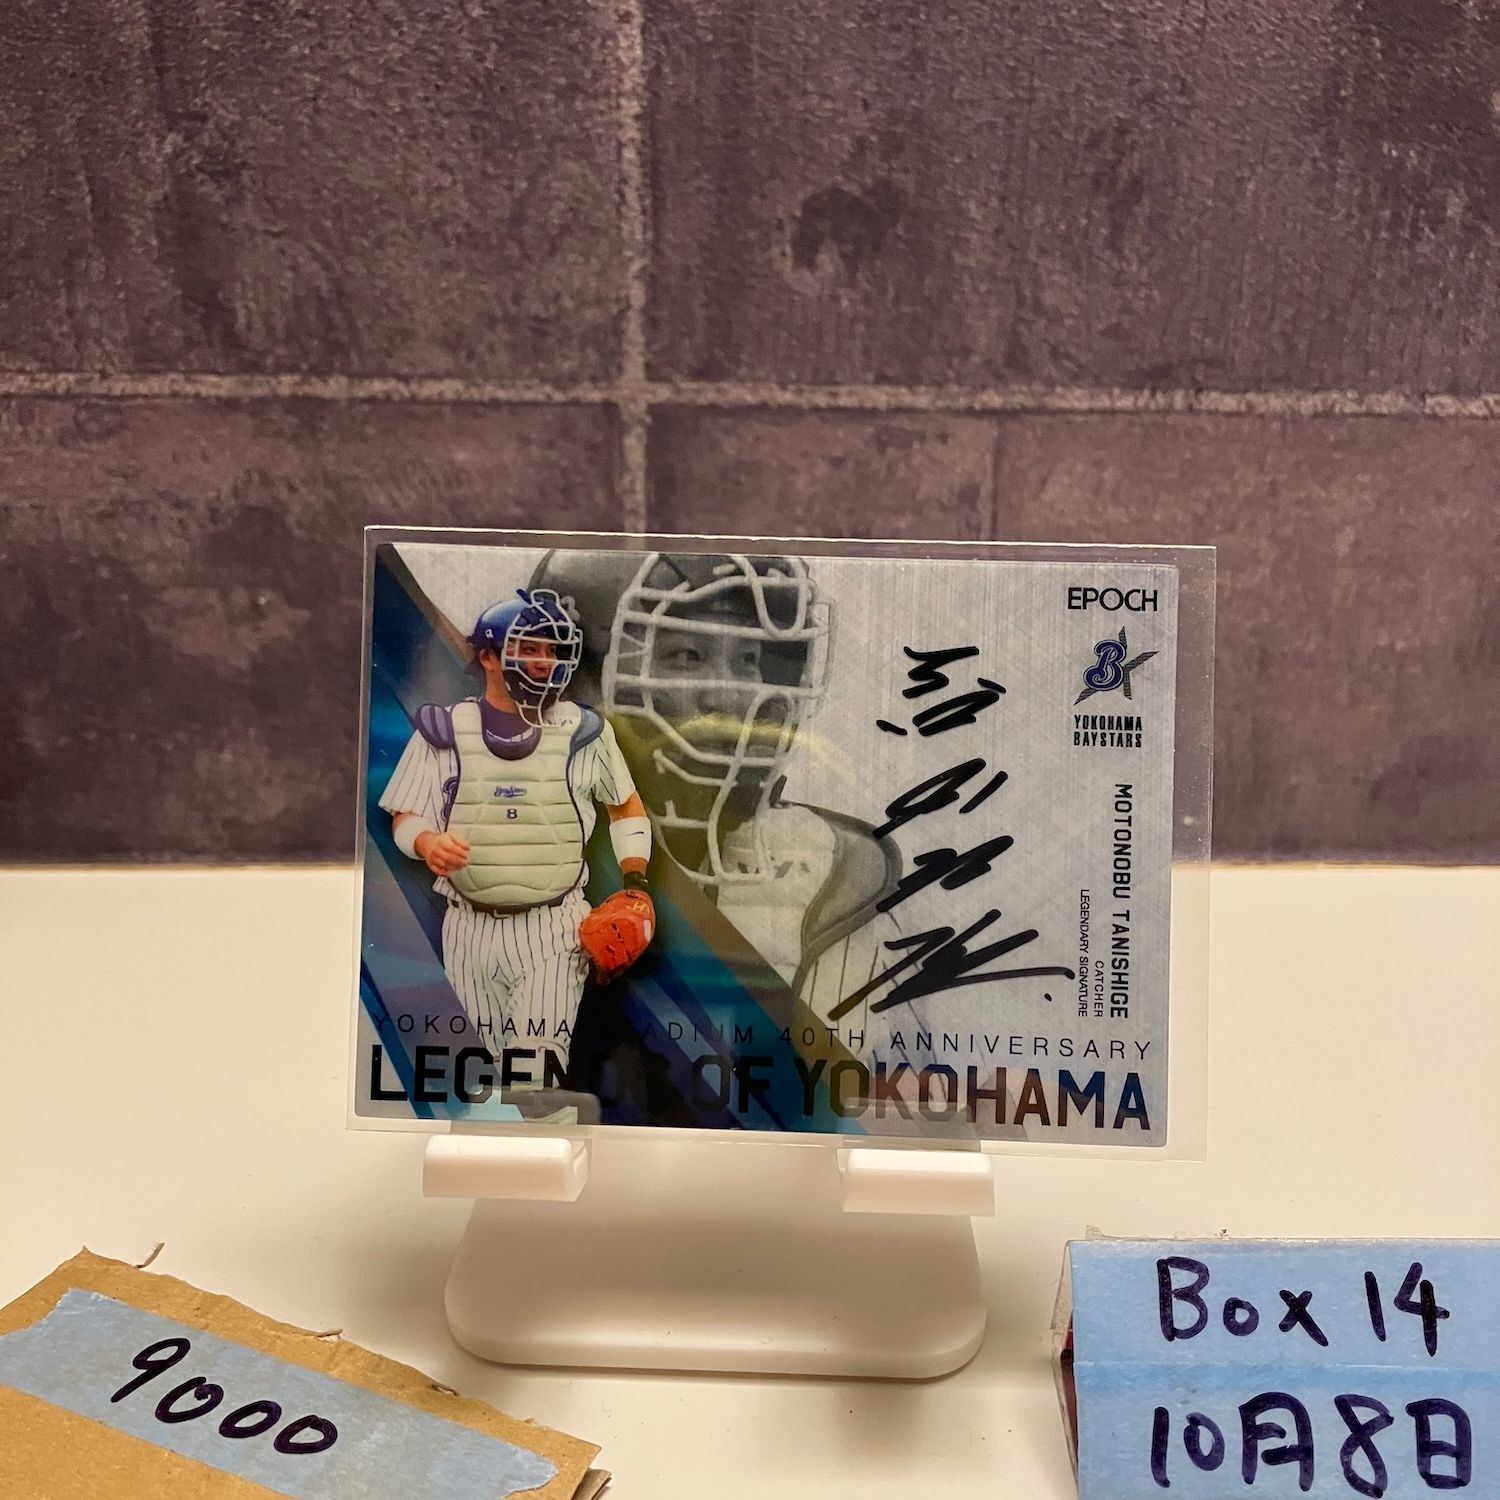 EPOCH
B
YOKOHAMA
BAYSTARS
MOTONOBU TANISHIGE
CATCHER
LEGENDARY SIGNATURE
8
YOKOHAMA STADIUM 40TH ANNIVERSARY
LEGENDS OF YOKOHAMA
9000
Box 14
10月8日